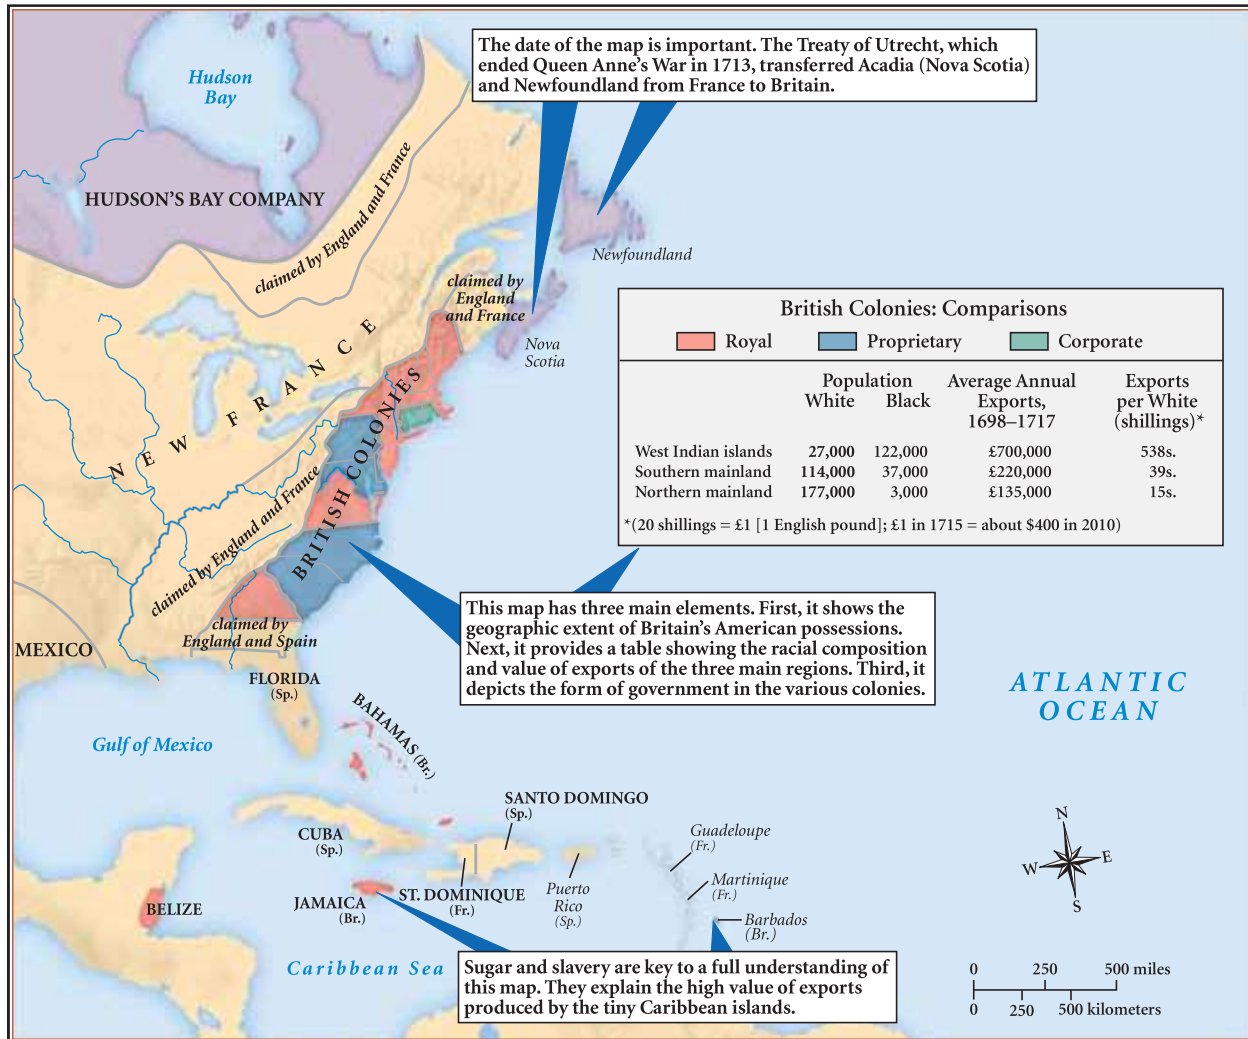 The date of the map is important. The Treaty of Utrecht, which
ended Queen Anne's War in 1713, transferred Acadia (Nova Scotia)
and Newfoundland from France to Britain.
Hudson
Bay
HUDSON'S BAY COMPANY
claimed by England and France
Newfoundland
claimed by
England
and France
Nova
Scotia
NEW FRANCE
BRITISH COLONIES
claimed by England and France
British Colonies: Comparisons
Royal Proprietary Corporate
Population Average Annual Exports
White Black Exports, per White
1698–1717 (shillings)*
West Indian islands 27,000 122,000 £700,000 538s.
Southern mainland 114,000 37,000 £220,000 39s.
Northern mainland 177,000 3,000 £135,000 15s.
*(20 shillings = £1 [1 English pound]; £1 in 1715 = about $400 in 2010)
This map has three main elements. First, it shows the
geographic extent of Britain's American possessions.
Next, it provides a table showing the racial composition
and value of exports of the three main regions. Third, it
depicts the form of government in the various colonies.
claimed by
England and Spain
MEXICO
FLORIDA
(Sp.)
ATLANTIC
OCEAN
BAHAMAS (Br.)
Gulf of Mexico
SANTO DOMINGO
(Sp.)
CUBA
(Sp.)
Guadeloupe
(Fr.)
Martinique
(Fr.)
Puerto
Rico
(Sp.)
ST. DOMINIQUE
(Fr.)
JAMAICA
(Br.)
BELIZE
Barbados
(Br.)
N
W E
S
Caribbean Sea
Sugar and slavery are key to a full understanding of
this map. They explain the high value of exports
produced by the tiny Caribbean islands.
0 250 500 miles
0 250 500 kilometers